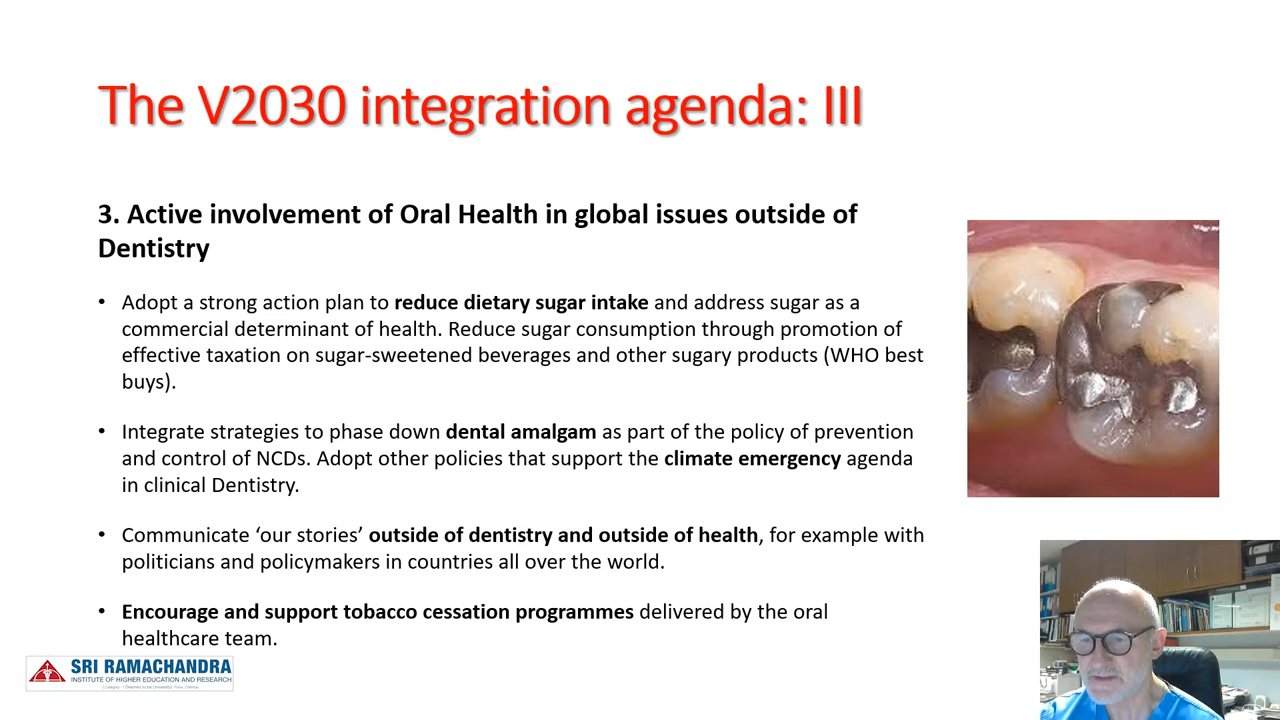 The V2030 integration agenda: III
3. Active involvement of Oral Health in global issues outside of
Dentistry
• Adopt a strong action plan to reduce dietary sugar intake and address sugar as a
commercial determinant of health. Reduce sugar consumption through promotion of
effective taxation on sugar-sweetened beverages and other sugary products (WHO best
buys).
• Integrate strategies to phase down dental amalgam as part of the policy of prevention
and control of NCDs. Adopt other policies that support the climate emergency agenda
in clinical Dentistry.
• Communicate ‘our stories’ outside of dentistry and outside of health, for example with
politicians and policymakers in countries all over the world.
• Encourage and support tobacco cessation programmes delivered by the oral
healthcare team.
SRI RAMACHANDRA
INSTITUTE OF HIGHER EDUCATION AND RESEARCH